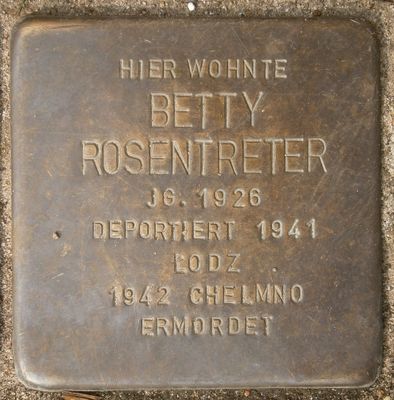 HIER WOHNTE
BETTY
ROSENTRETER
JG. 1926
DEPORTIERT 1941
LODZ
1942 CHELMNO
ERMORDET